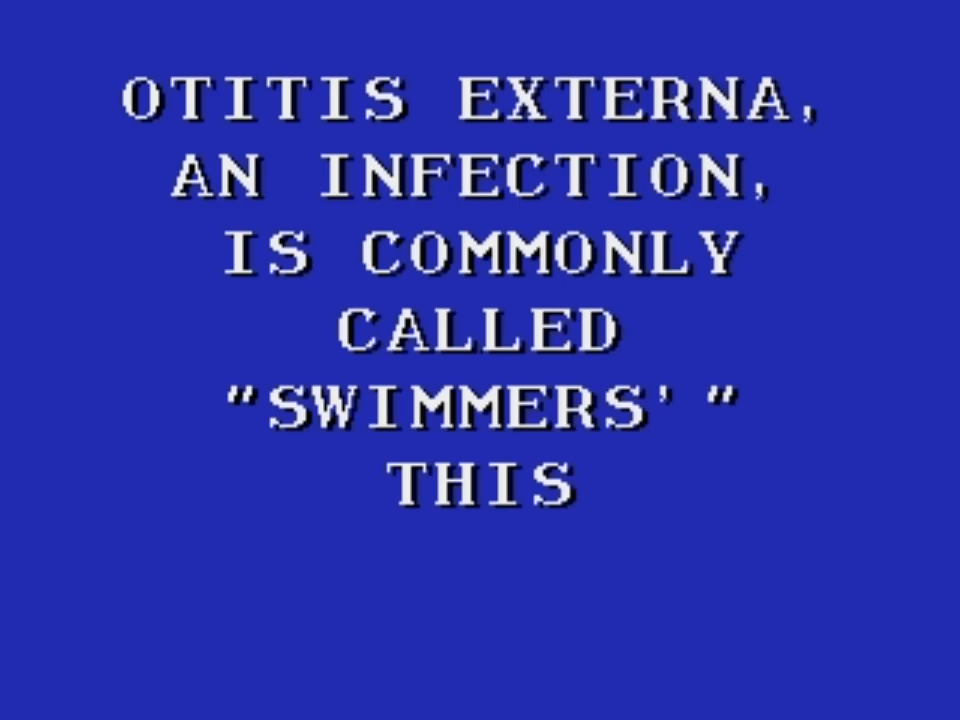 OTITIS EXTERNA,
AN INFECTION,
IS COMMONLY
CALLED
"SWIMMERS' "
THIS